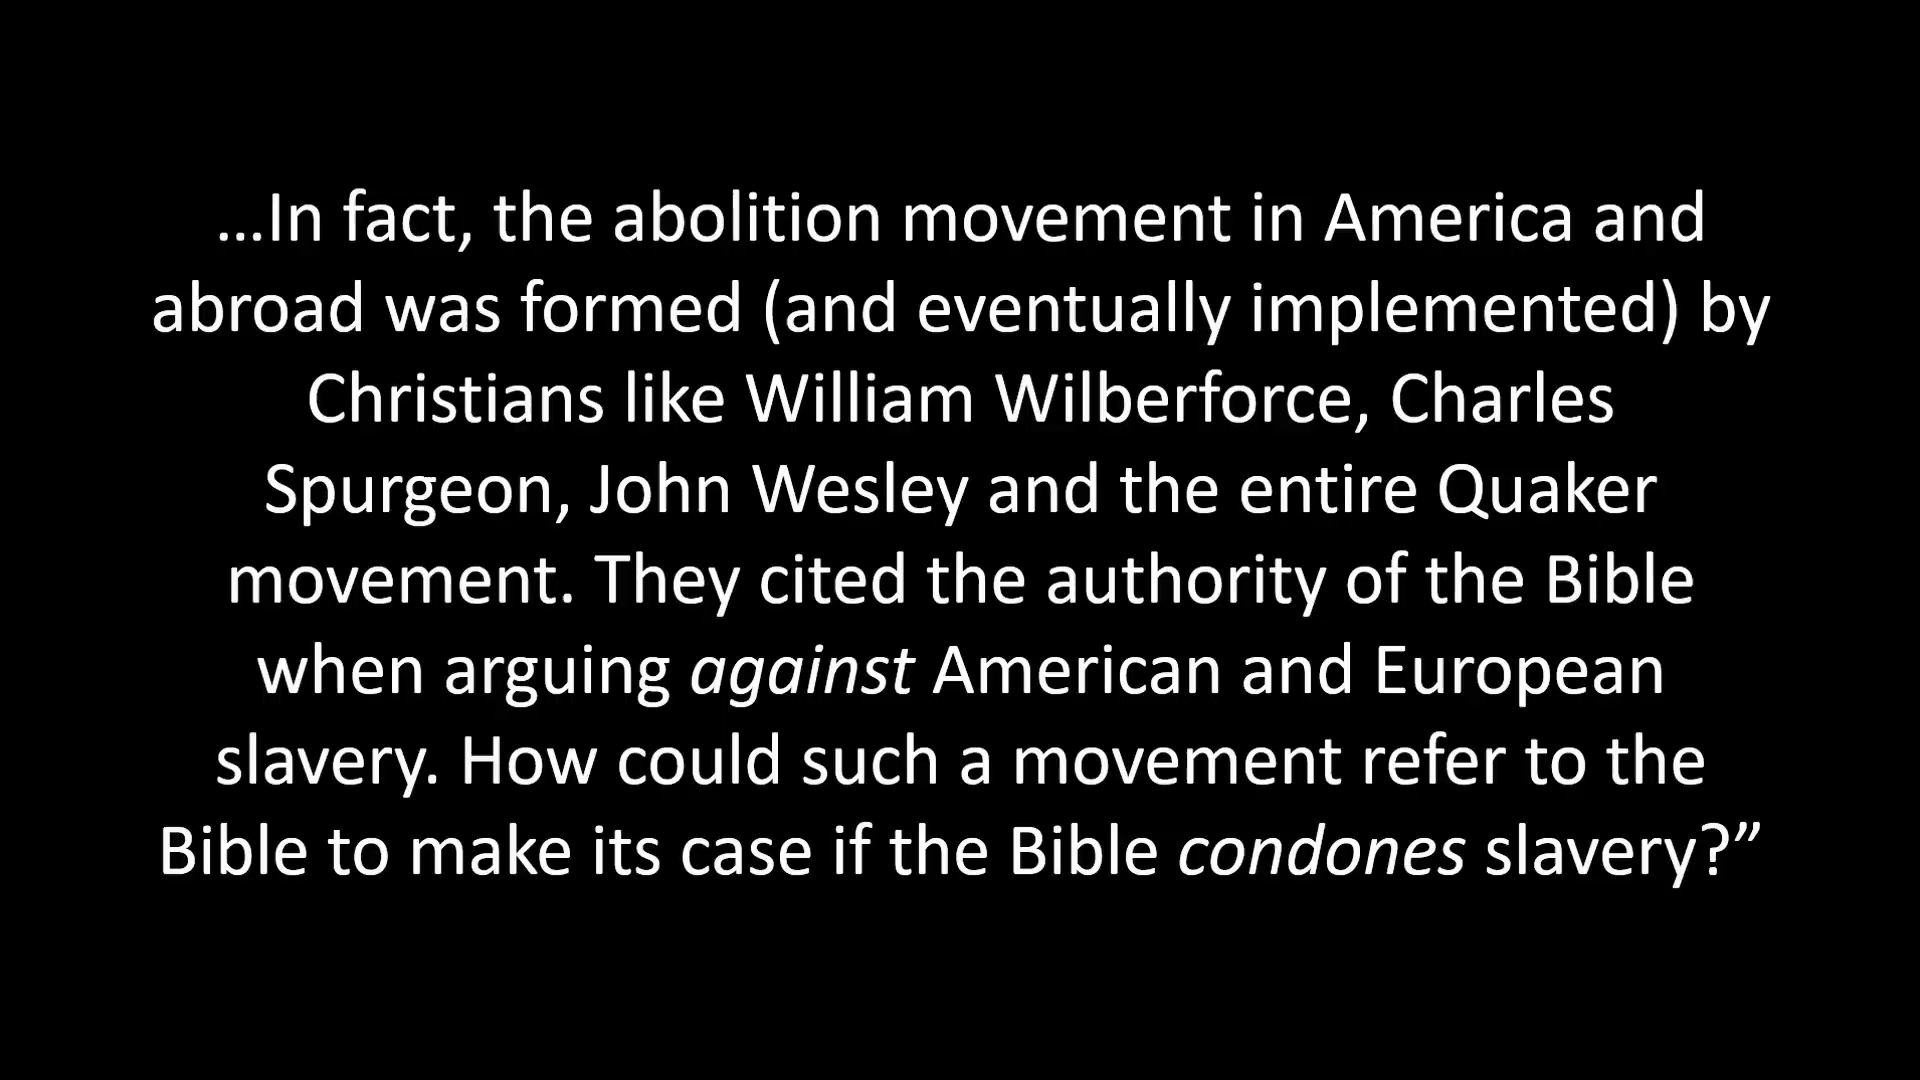 …In fact, the abolition movement in America and
abroad was formed (and eventually implemented) by
Christians like William Wilberforce, Charles
Spurgeon, John Wesley and the entire Quaker
movement. They cited the authority of the Bible
when arguing against American and European
slavery. How could such a movement refer to the
Bible to make its case if the Bible condones slavery?”